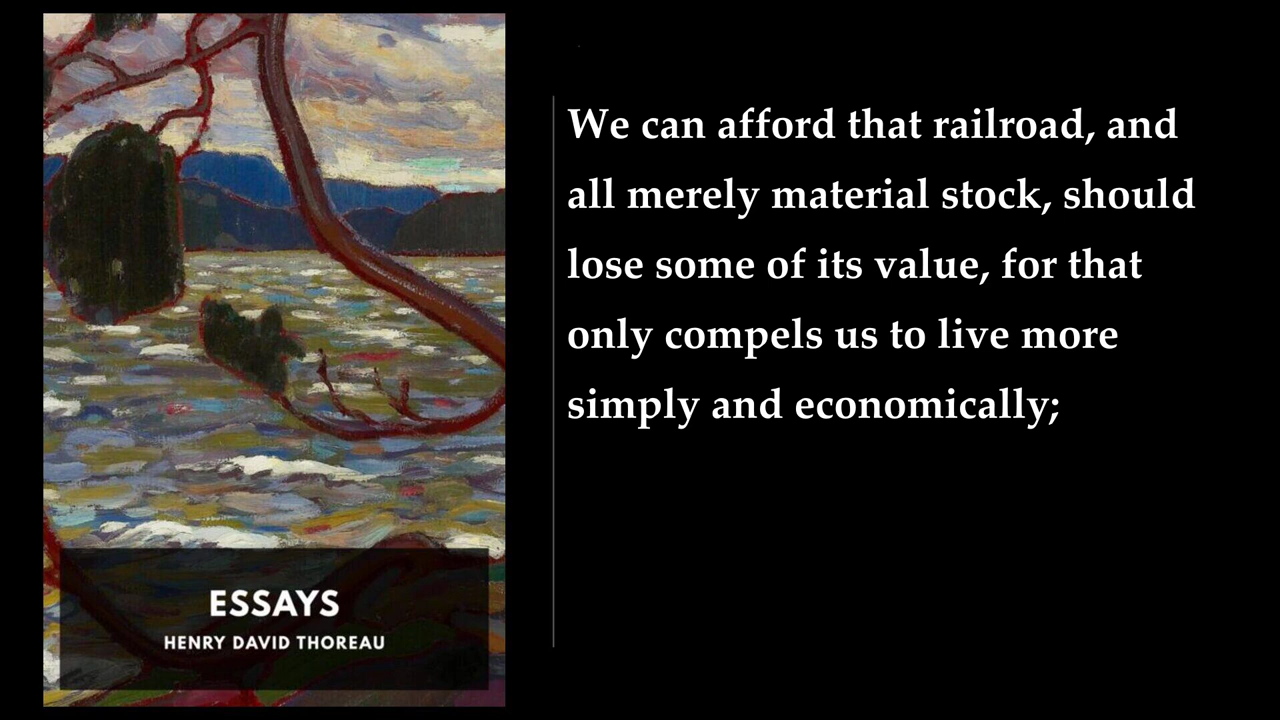 We can afford that railroad, and
all merely material stock, should
lose some of its value, for that
only compels us to live more
simply and economically;
ESSAYS
HENRY DAVID THOREAU